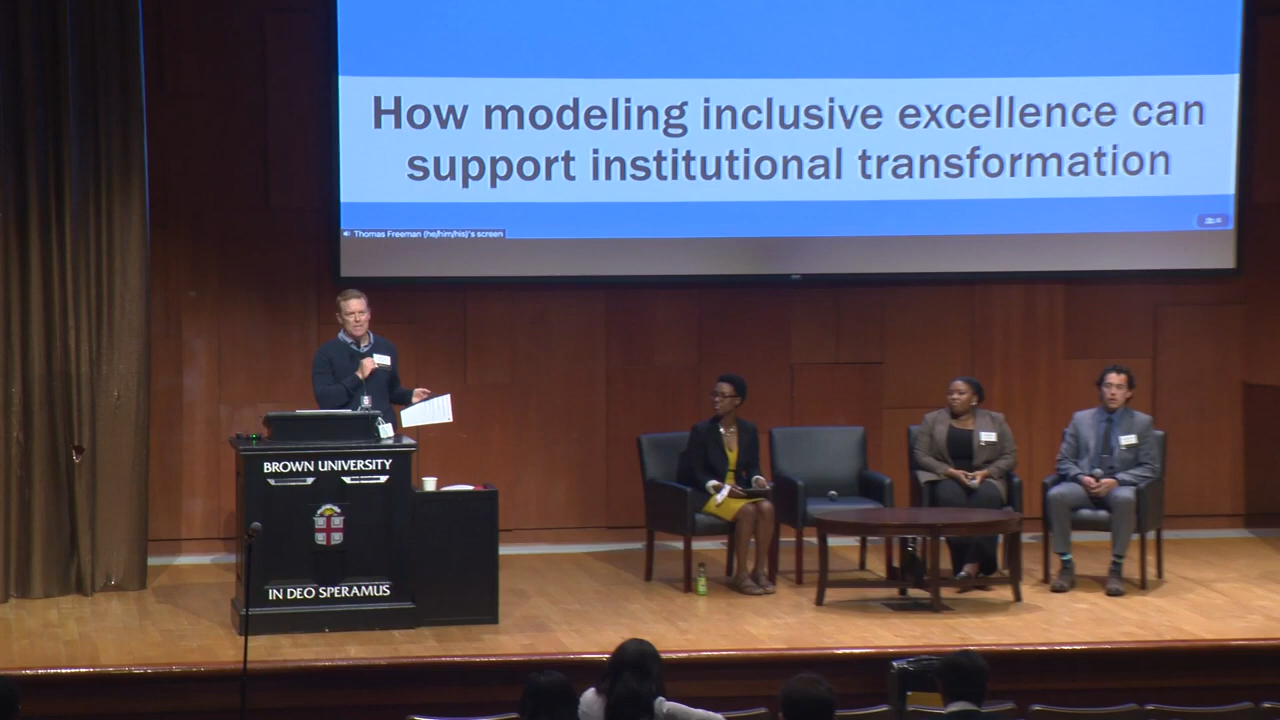 How modeling inclusive excellence can
support institutional transformation
Thomas Freeman (he/him/his)'s screen
BROWN UNIVERSITY
IN DEO SPERAMUS